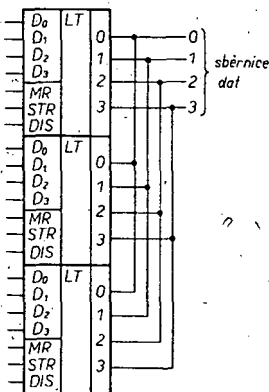 D₀ LT
D₁ 0 0
D₂ 1 1 sběrnice
D₃ 2 2 dat
MR 3 3
STR
DIS
D₀ LT
D₁ 0
D₂ 1
D₃ 2
MR 3
STR
DIS
D₀ LT
D₁ 0
D₂ 1
D₃ 2
MR 3
STR
DIS